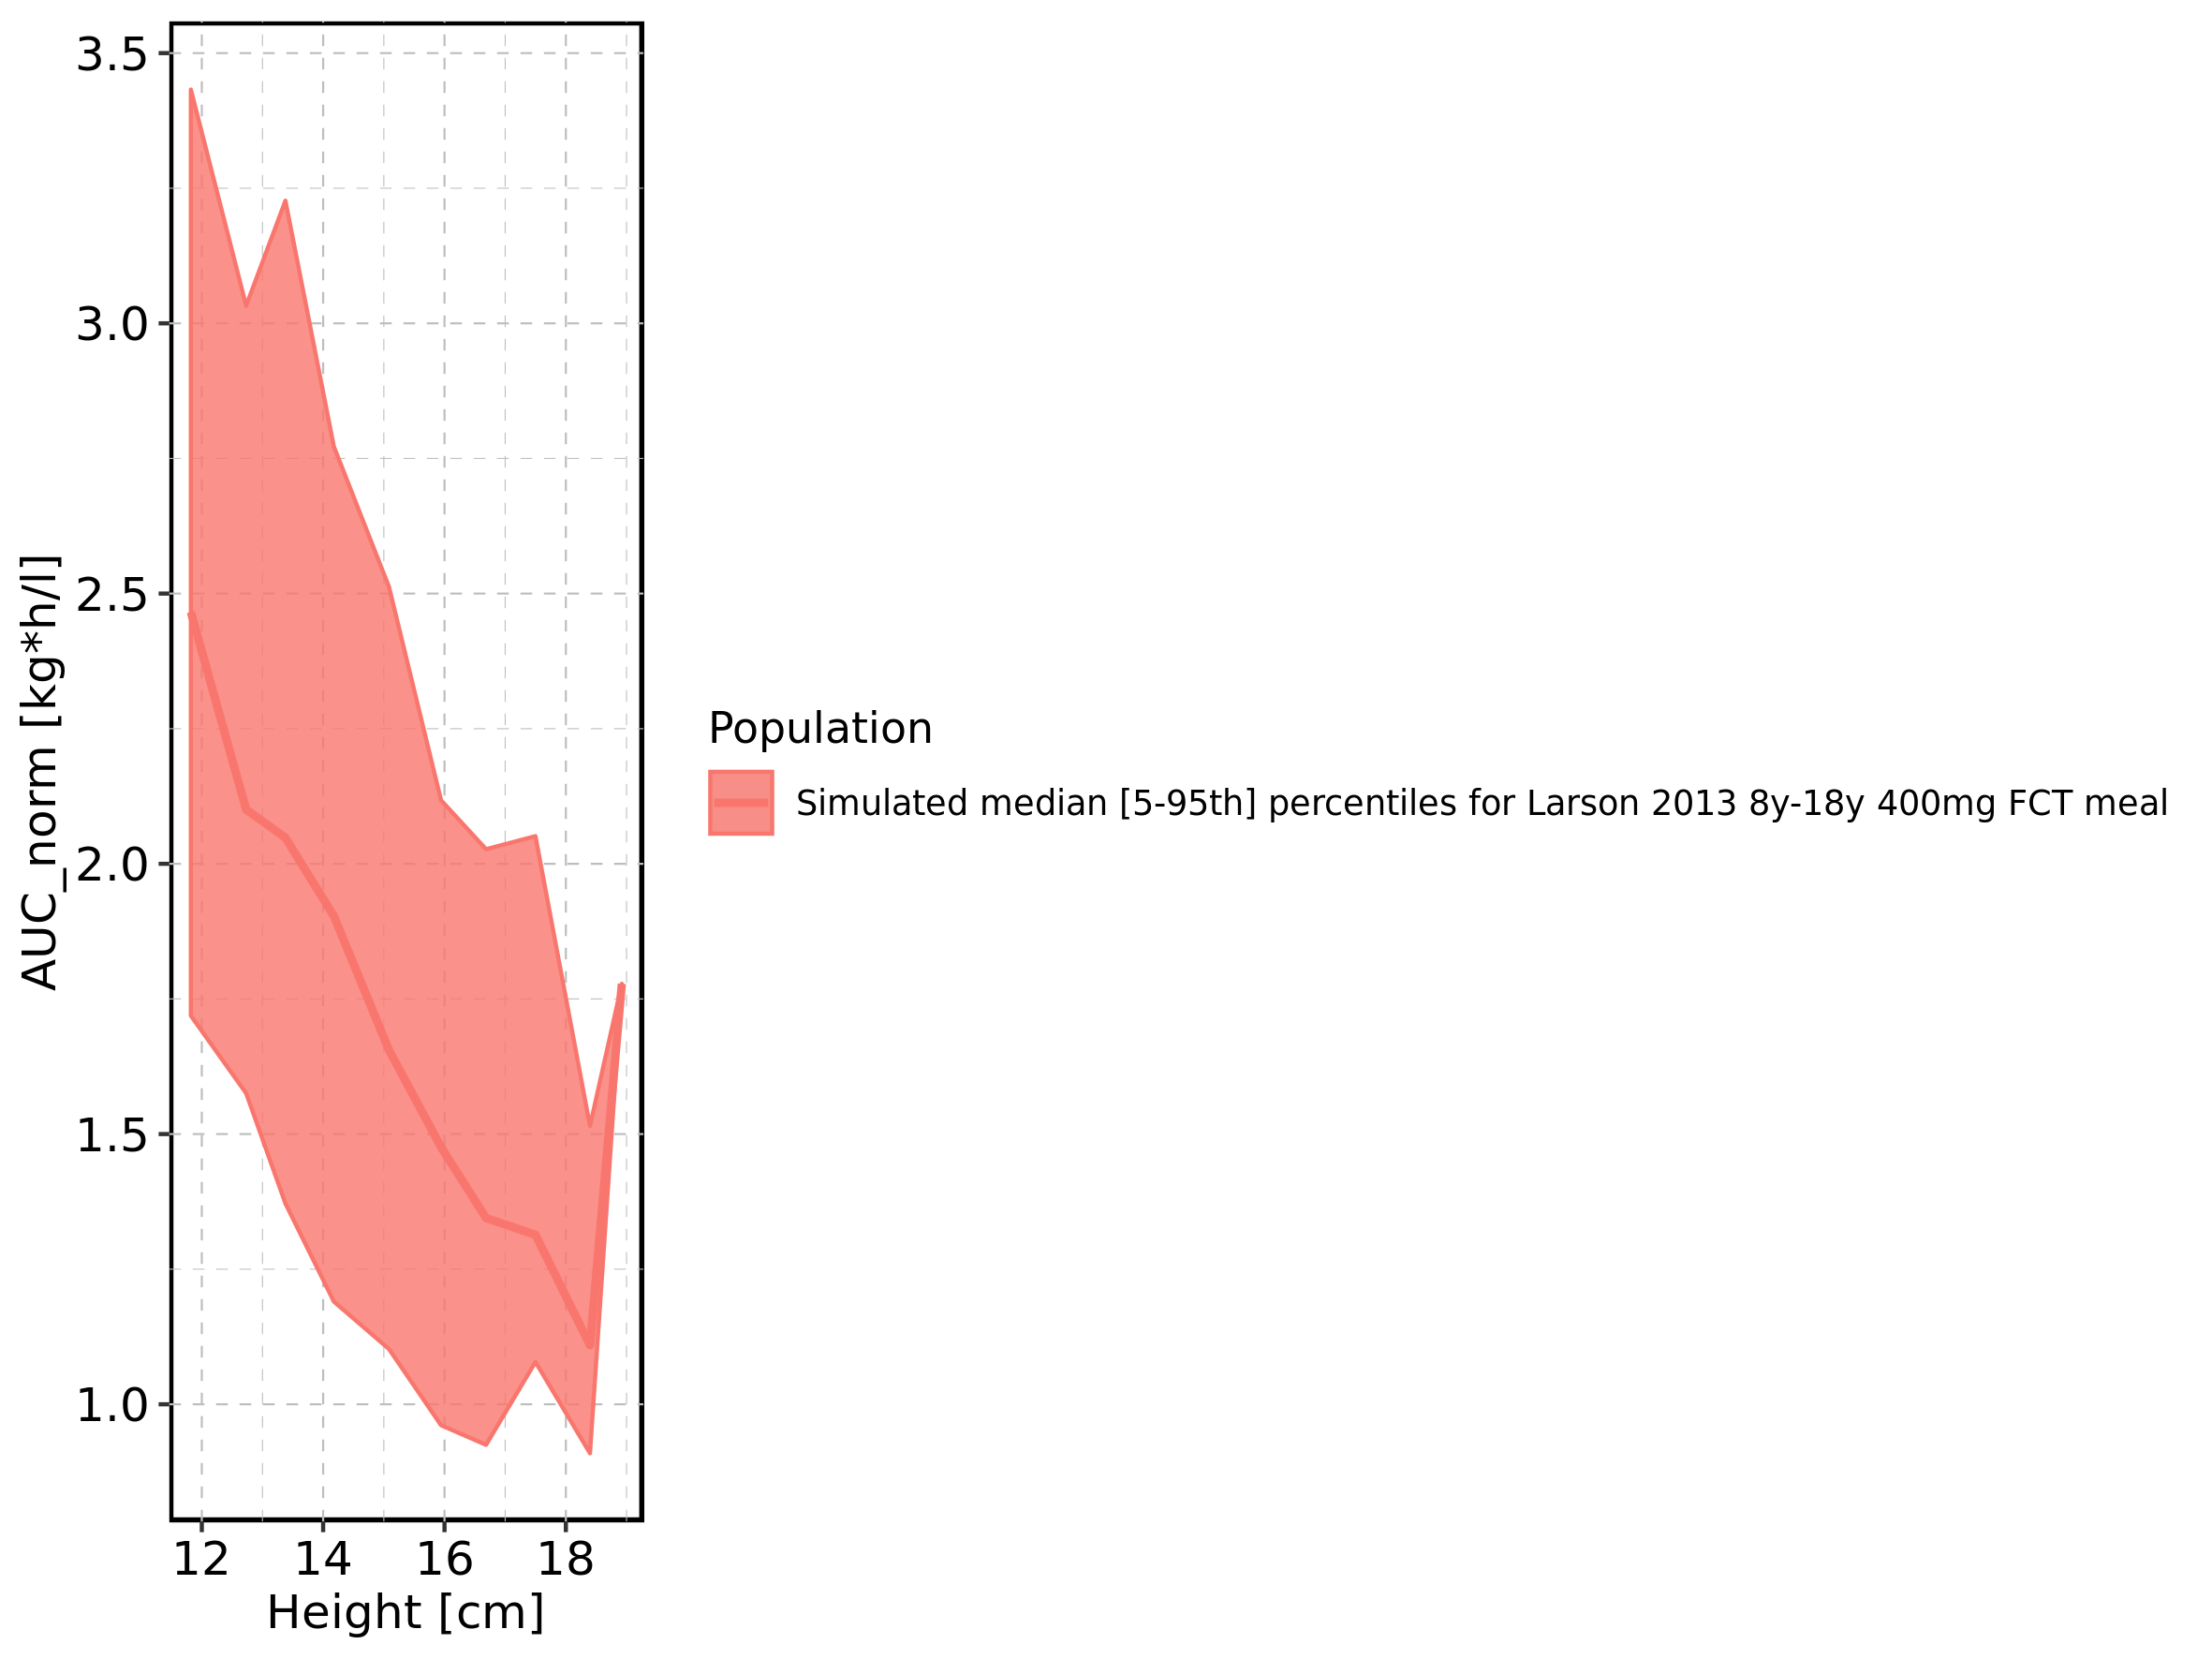 3.5
3.0
2.5
2.0
1.5
1.0
AUC_norm [kg*h/l]
12 14 16 18
Height [cm]
Population
Simulated median [5-95th] percentiles for Larson 2013 8y-18y 400mg FCT meal